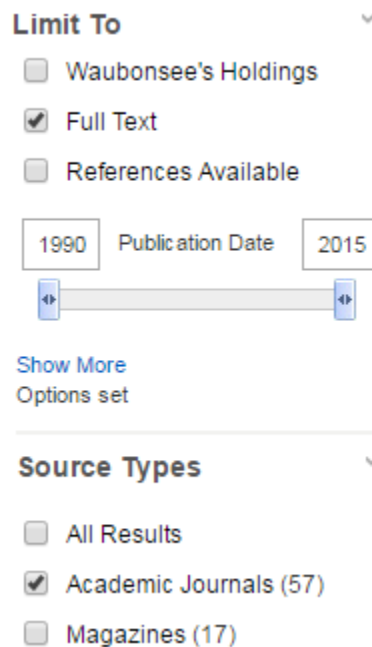 Limit To
Waubonsee's Holdings
Full Text
References Available
1990 Publication Date 2015
Show More
Options set
Source Types
All Results
Academic Journals (57)
Magazines (17)